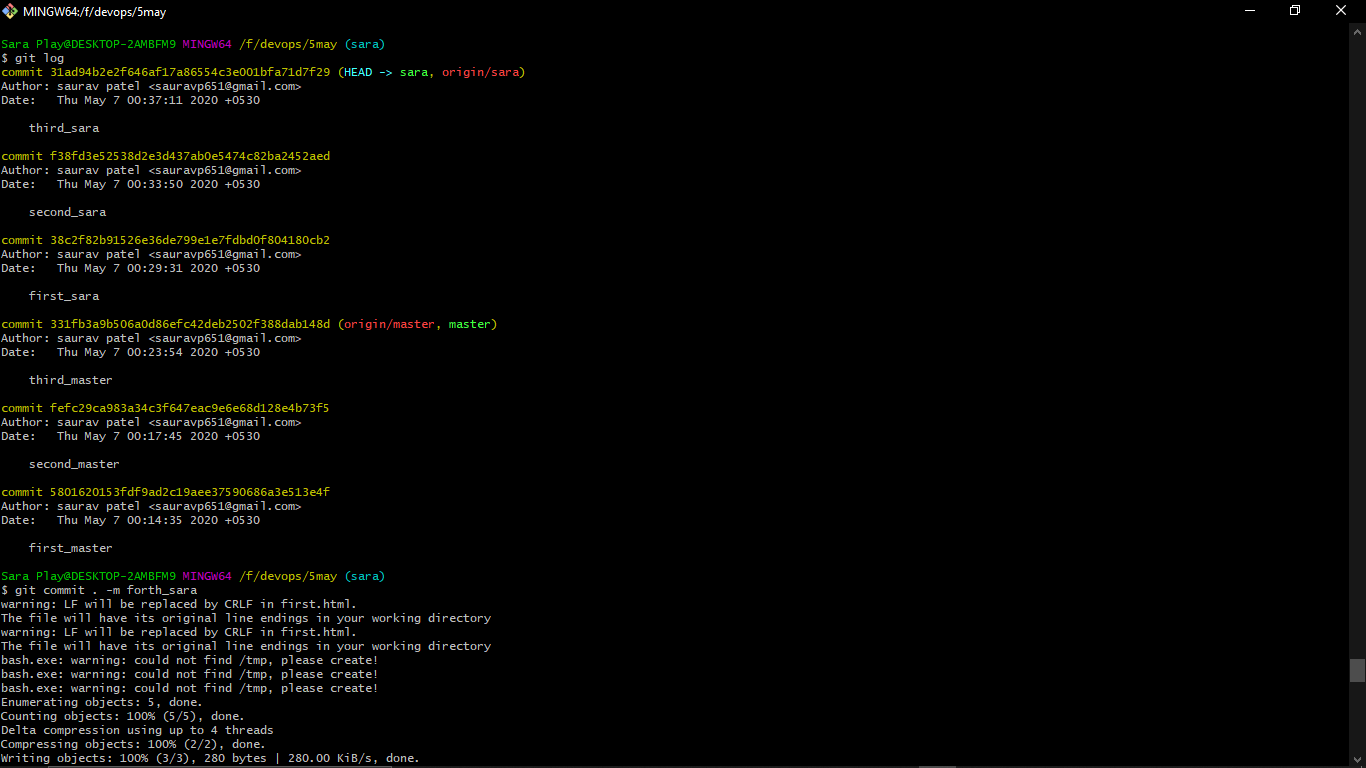 MINGW64:/f/devops/5may
Sara Play@DESKTOP-2AMBFM9 MINGW64 /f/devops/5may (sara)
$ git log
commit 31ad94b2e2f646af17a86554c3e001bfa71d7f29 (HEAD -> sara, origin/sara)
Author: saurav patel <sauravp651@gmail.com>
Date:   Thu May 7 00:37:11 2020 +0530
    third_sara
commit f38fd3e52538d2e3d437ab0e5474c82ba2452aed
Author: saurav patel <sauravp651@gmail.com>
Date:   Thu May 7 00:33:50 2020 +0530
    second_sara
commit 38c2f82b91526e36de799e1e7fdbd0f804180cb2
Author: saurav patel <sauravp651@gmail.com>
Date:   Thu May 7 00:29:31 2020 +0530
    first_sara
commit 331fb3a9b506a0d86efc42deb2502f388dab148d (origin/master, master)
Author: saurav patel <sauravp651@gmail.com>
Date:   Thu May 7 00:23:54 2020 +0530
    third_master
commit fefc29ca983a34c3f647eac9e6e68d128e4b73f5
Author: saurav patel <sauravp651@gmail.com>
Date:   Thu May 7 00:17:45 2020 +0530
    second_master
commit 5801620153fdf9ad2c19aee37590686a3e513e4f
Author: saurav patel <sauravp651@gmail.com>
Date:   Thu May 7 00:14:35 2020 +0530
    first_master
Sara Play@DESKTOP-2AMBFM9 MINGW64 /f/devops/5may (sara)
$ git commit . -m forth_sara
warning: LF will be replaced by CRLF in first.html.
The file will have its original line endings in your working directory
warning: LF will be replaced by CRLF in first.html.
The file will have its original line endings in your working directory
bash.exe: warning: could not find /tmp, please create!
bash.exe: warning: could not find /tmp, please create!
bash.exe: warning: could not find /tmp, please create!
Enumerating objects: 5, done.
Counting objects: 100% (5/5), done.
Delta compression using up to 4 threads
Compressing objects: 100% (2/2), done.
Writing objects: 100% (3/3), 280 bytes | 280.00 KiB/s, done.